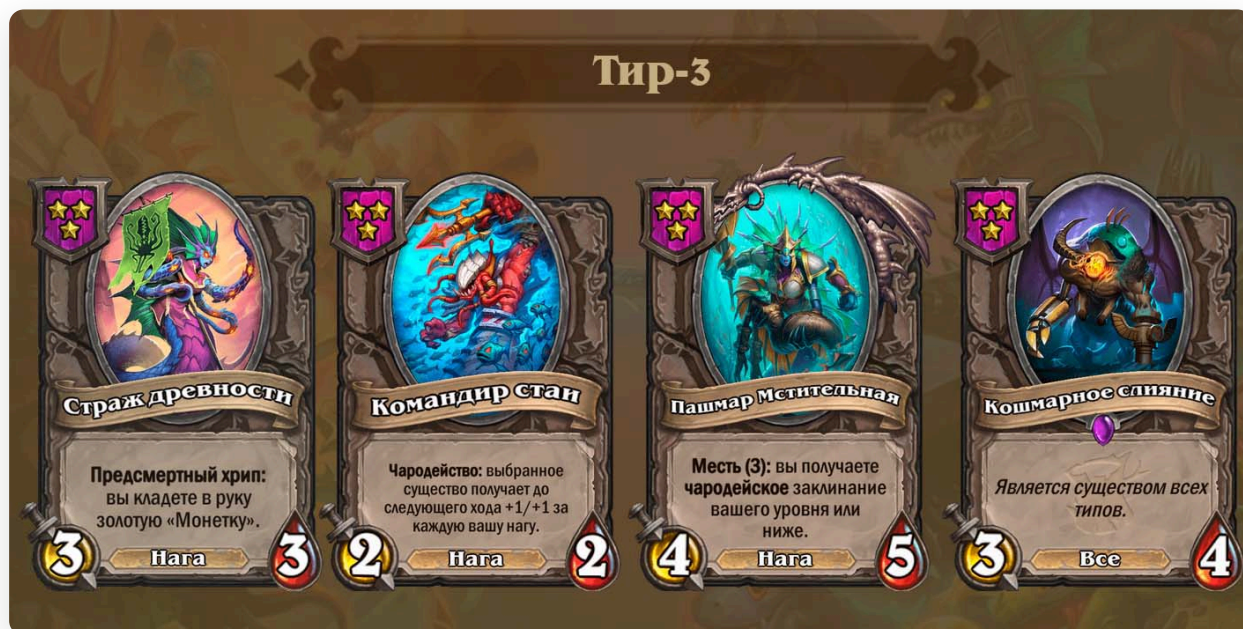 Тир-3
Страж древности
Предсмертный хрип:
вы кладете в руку
золотую «Монетку».
3
Нага
3
Командир стаи
Чародейство: выбранное
существо получает до
следующего хода +1/+1 за
каждую вашу нагу.
2
Нага
2
Пашмар Мстительная
Месть (3): вы получаете
чародейское заклинание
вашего уровня или
ниже.
4
Нага
5
Кошмарное слияние
Является существом всех
типов.
3
Все
4